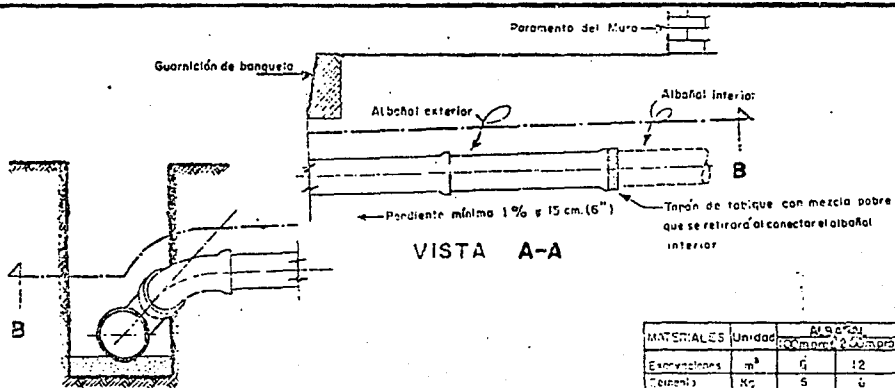 Paramento del Muro
Guarnición de banqueta
Albañal exterior
Albañal interior
B
Pendiente mínima 1% ø 15 cm.(6")
Tapón de tabique con mezcla pobre
que se retirará al conectar el albañal
interior
VISTA A-A
B
MATERIALES Unidad
Excavaciones m³ 12
Cemento Kg 5 6